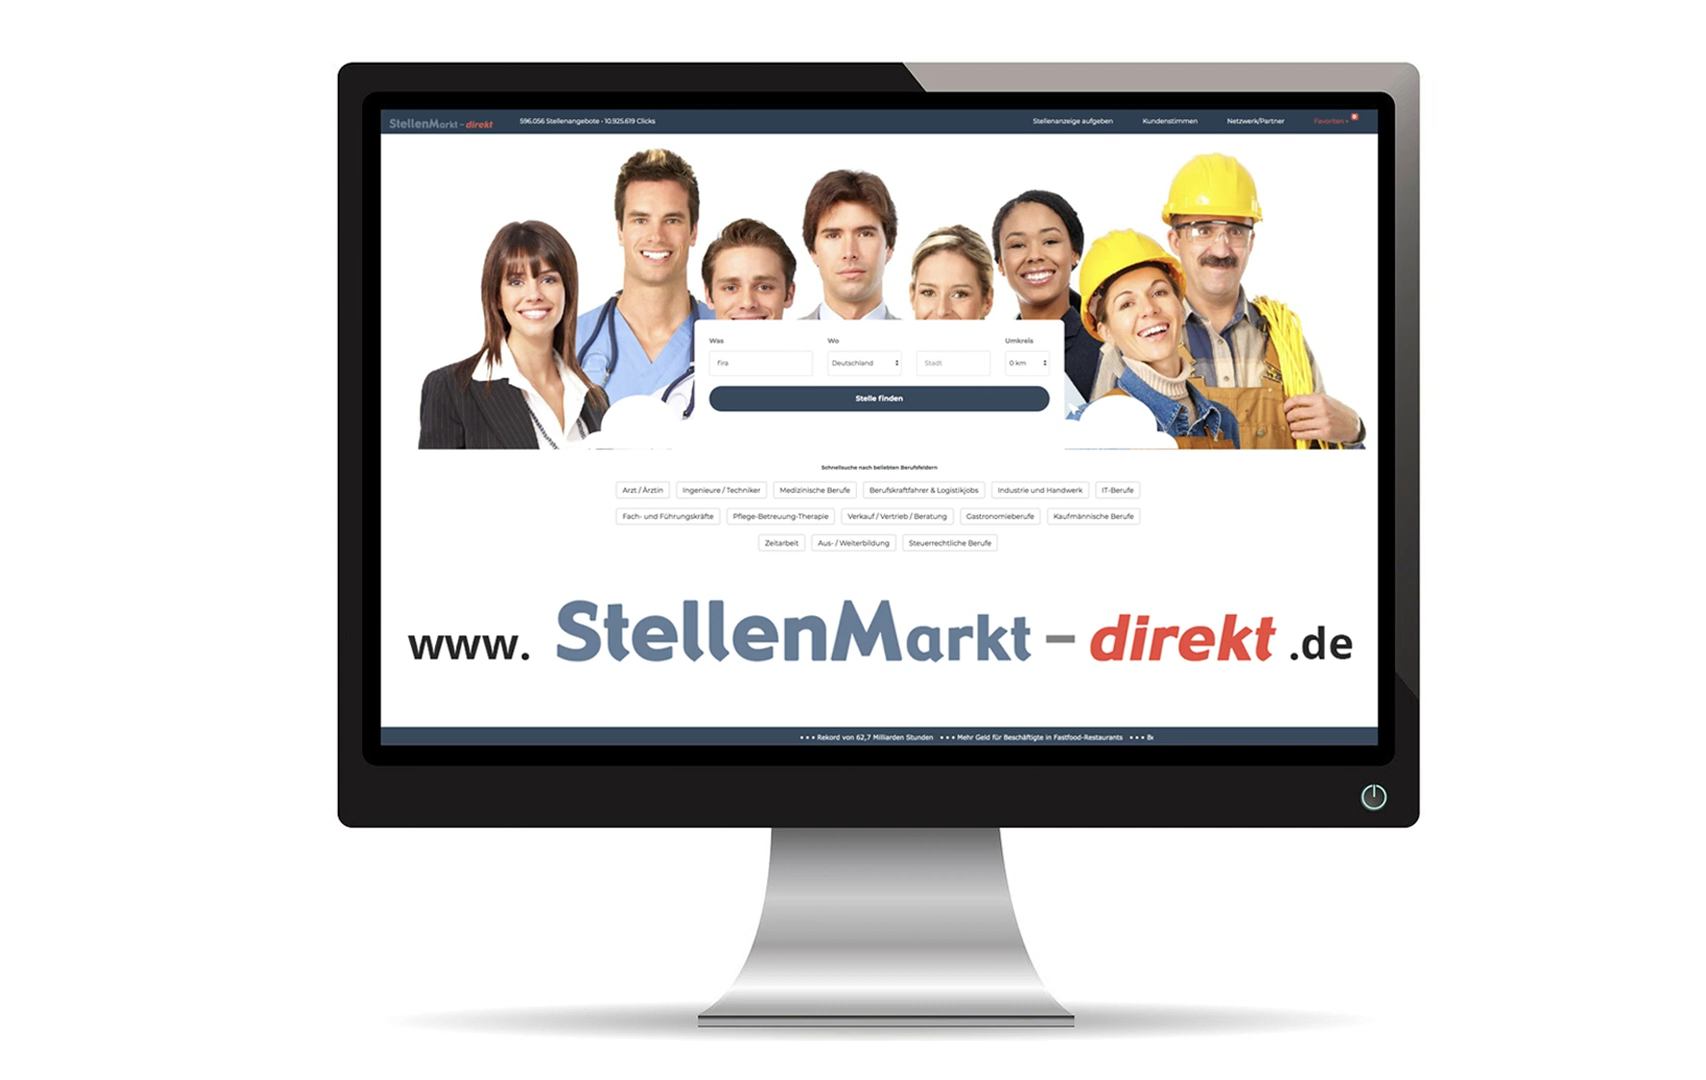 StellenMarkt - direkt 596.056 Stellenangebote - 10.925.619 Clicks Stellenanzeige aufgeben Kundenstimmen Netzwerk/Partner Favoriten
Was Wo Umkreis
fira Deutschland Stadt 0 km
Stelle finden
Schnellsuche nach beliebten Berufsfeldern
Arzt / Ärztin Ingenieure / Techniker Medizinische Berufe Berufskraftfahrer & Logistikjobs Industrie und Handwerk IT-Berufe
Fach- und Führungskräfte Pflege-Betreuung-Therapie Verkauf / Vertrieb / Beratung Gastronomieberufe Kaufmännische Berufe
Zeitarbeit Aus- / Weiterbildung Steuerrechtliche Berufe
www. StellenMarkt - direkt .de
• • • Rekord von 62,7 Milliarden Stunden • • • Mehr Geld für Beschäftigte in Fastfood-Restaurants • • •